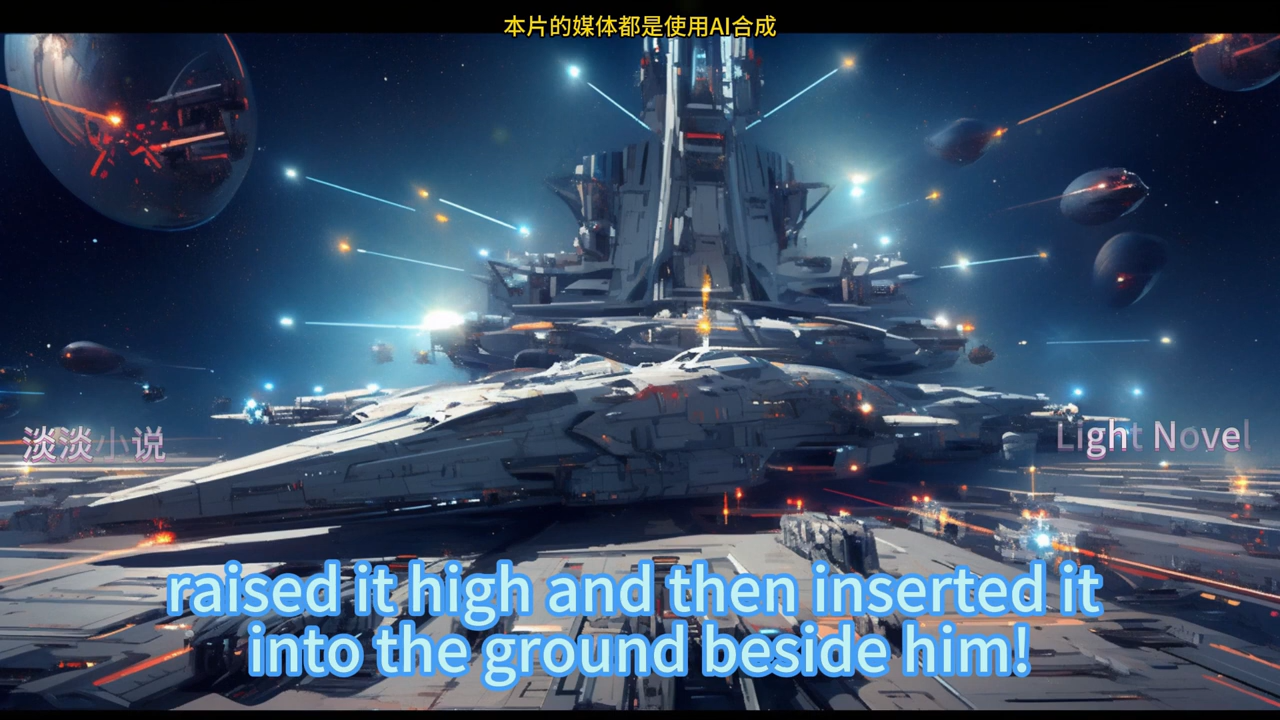 本片的媒体都是使用AI合成
淡淡小说
Light Novel
raised it high and then inserted it
into the ground beside him!